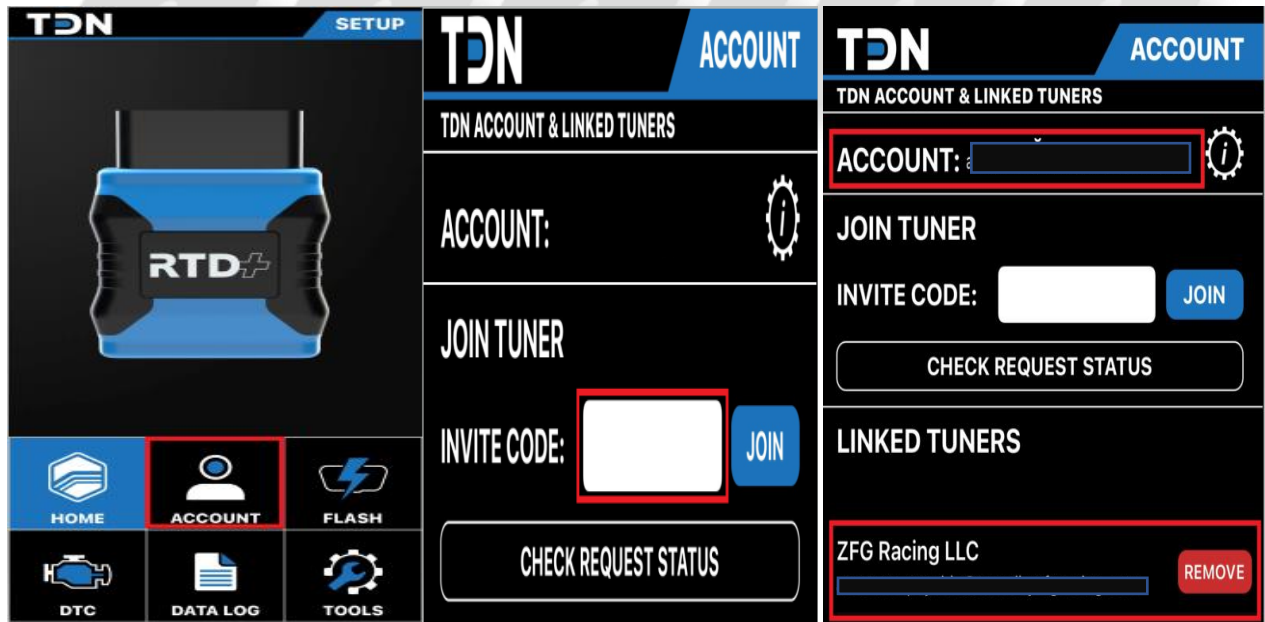 TDN SETUP
RTD+
HOME ACCOUNT FLASH
DTC DATA LOG TOOLS
TDN ACCOUNT
TDN ACCOUNT & LINKED TUNERS
ACCOUNT: i
JOIN TUNER
INVITE CODE: JOIN
CHECK REQUEST STATUS
TDN ACCOUNT
TDN ACCOUNT & LINKED TUNERS
ACCOUNT: i
JOIN TUNER
INVITE CODE: JOIN
CHECK REQUEST STATUS
LINKED TUNERS
ZFG Racing LLC
REMOVE